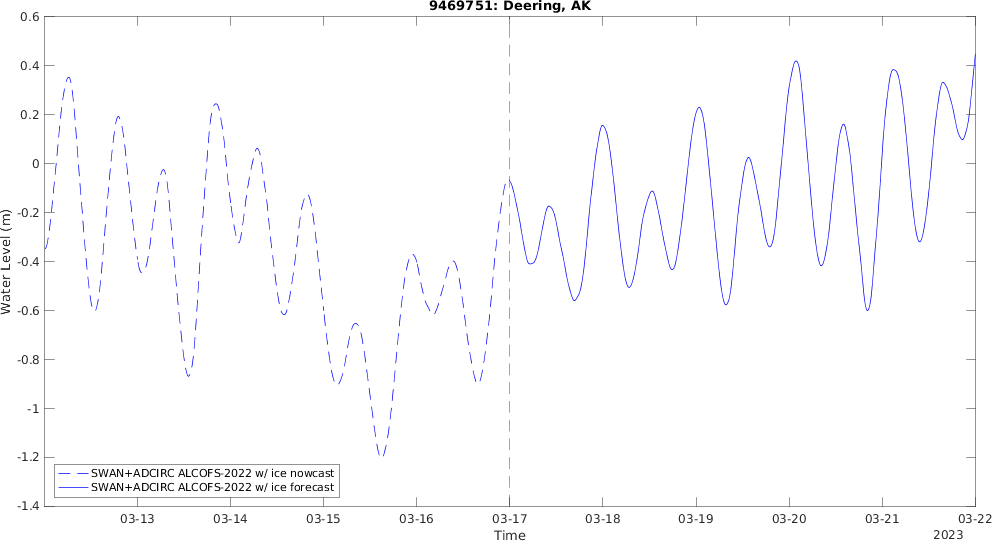 9469751: Deering, AK
Water Level (m)
0.6
0.4
0.2
0
-0.2
-0.4
-0.6
-0.8
-1
-1.2
-1.4
SWAN+ADCIRC ALCOFS-2022 w/ ice nowcast
SWAN+ADCIRC ALCOFS-2022 w/ ice forecast
03-13 03-14 03-15 03-16 03-17 03-18 03-19 03-20 03-21 03-22
Time
2023